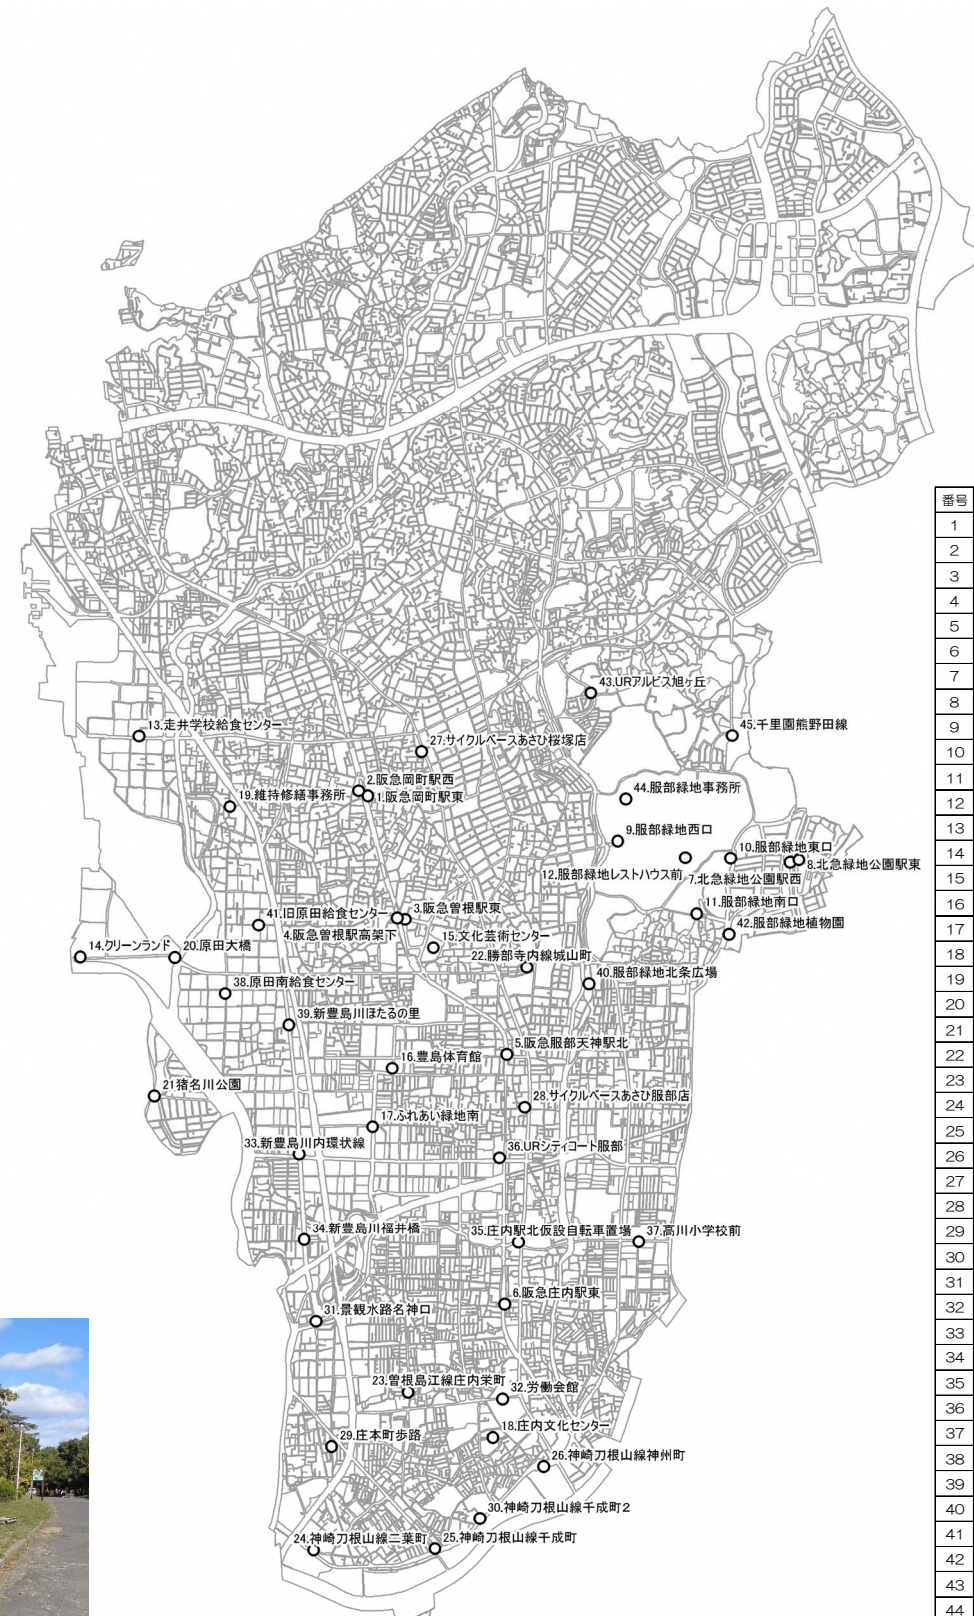 43.URアルビス旭ヶ丘
13.走井学校給食センター
45.千里園熊野田線
27.サイクルベースあさひ桜塚店
2.阪急岡町駅西
1.阪急岡町駅東
19.維持修繕事務所
44.服部緑地事務所
9.服部緑地西口
10.服部緑地東口
8.北急緑地公園駅東
12.服部緑地レストハウス前
7.北急緑地公園駅西
11.服部緑地南口
3.阪急曽根駅東
41.旧原田給食センター
42.服部緑地植物園
4.阪急曽根駅高架下
15.文化芸術センター
14.クリーンランド
20.原田大橋
22.勝部寺内線城山町
40.服部緑地北条広場
38.原田南給食センター
39.新豊島川ほたるの里
5.阪急服部天神駅北
16.豊島体育館
21猪名川公園
28.サイクルベースあさひ服部店
17.ふれあい緑地南
33.新豊島川内環状線
36.URシティコート服部
34.新豊島川福井橋
35.庄内駅北仮設自転車置場
37.高川小学校前
6.阪急庄内駅東
31.景観水路名神口
23.曽根島江線庄内栄町
32.労働会館
18.庄内文化センター
29.庄本町歩路
26.神崎刀根山線神州町
30.神崎刀根山線千成町2
24.神崎刀根山線二葉町
25.神崎刀根山線千成町
番号
1
2
3
4
5
6
7
8
9
10
11
12
13
14
15
16
17
18
19
20
21
22
23
24
25
26
27
28
29
30
31
32
33
34
35
36
37
38
39
40
41
42
43
44